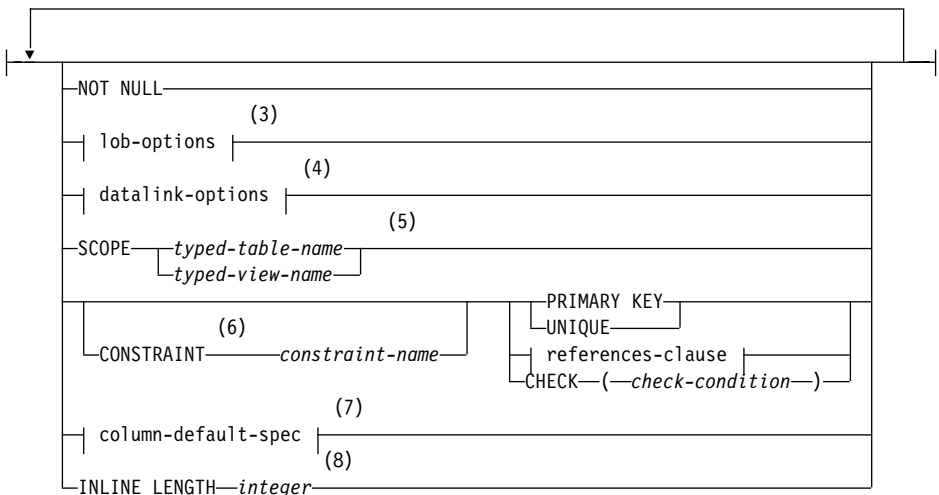 NOT NULL
(3)
lob-options
(4)
datalink-options
(5)
SCOPE typed-table-name
typed-view-name
PRIMARY KEY
(6) UNIQUE
CONSTRAINT constraint-name references-clause
CHECK ( check-condition )
(7)
column-default-spec
(8)
INLINE LENGTH integer